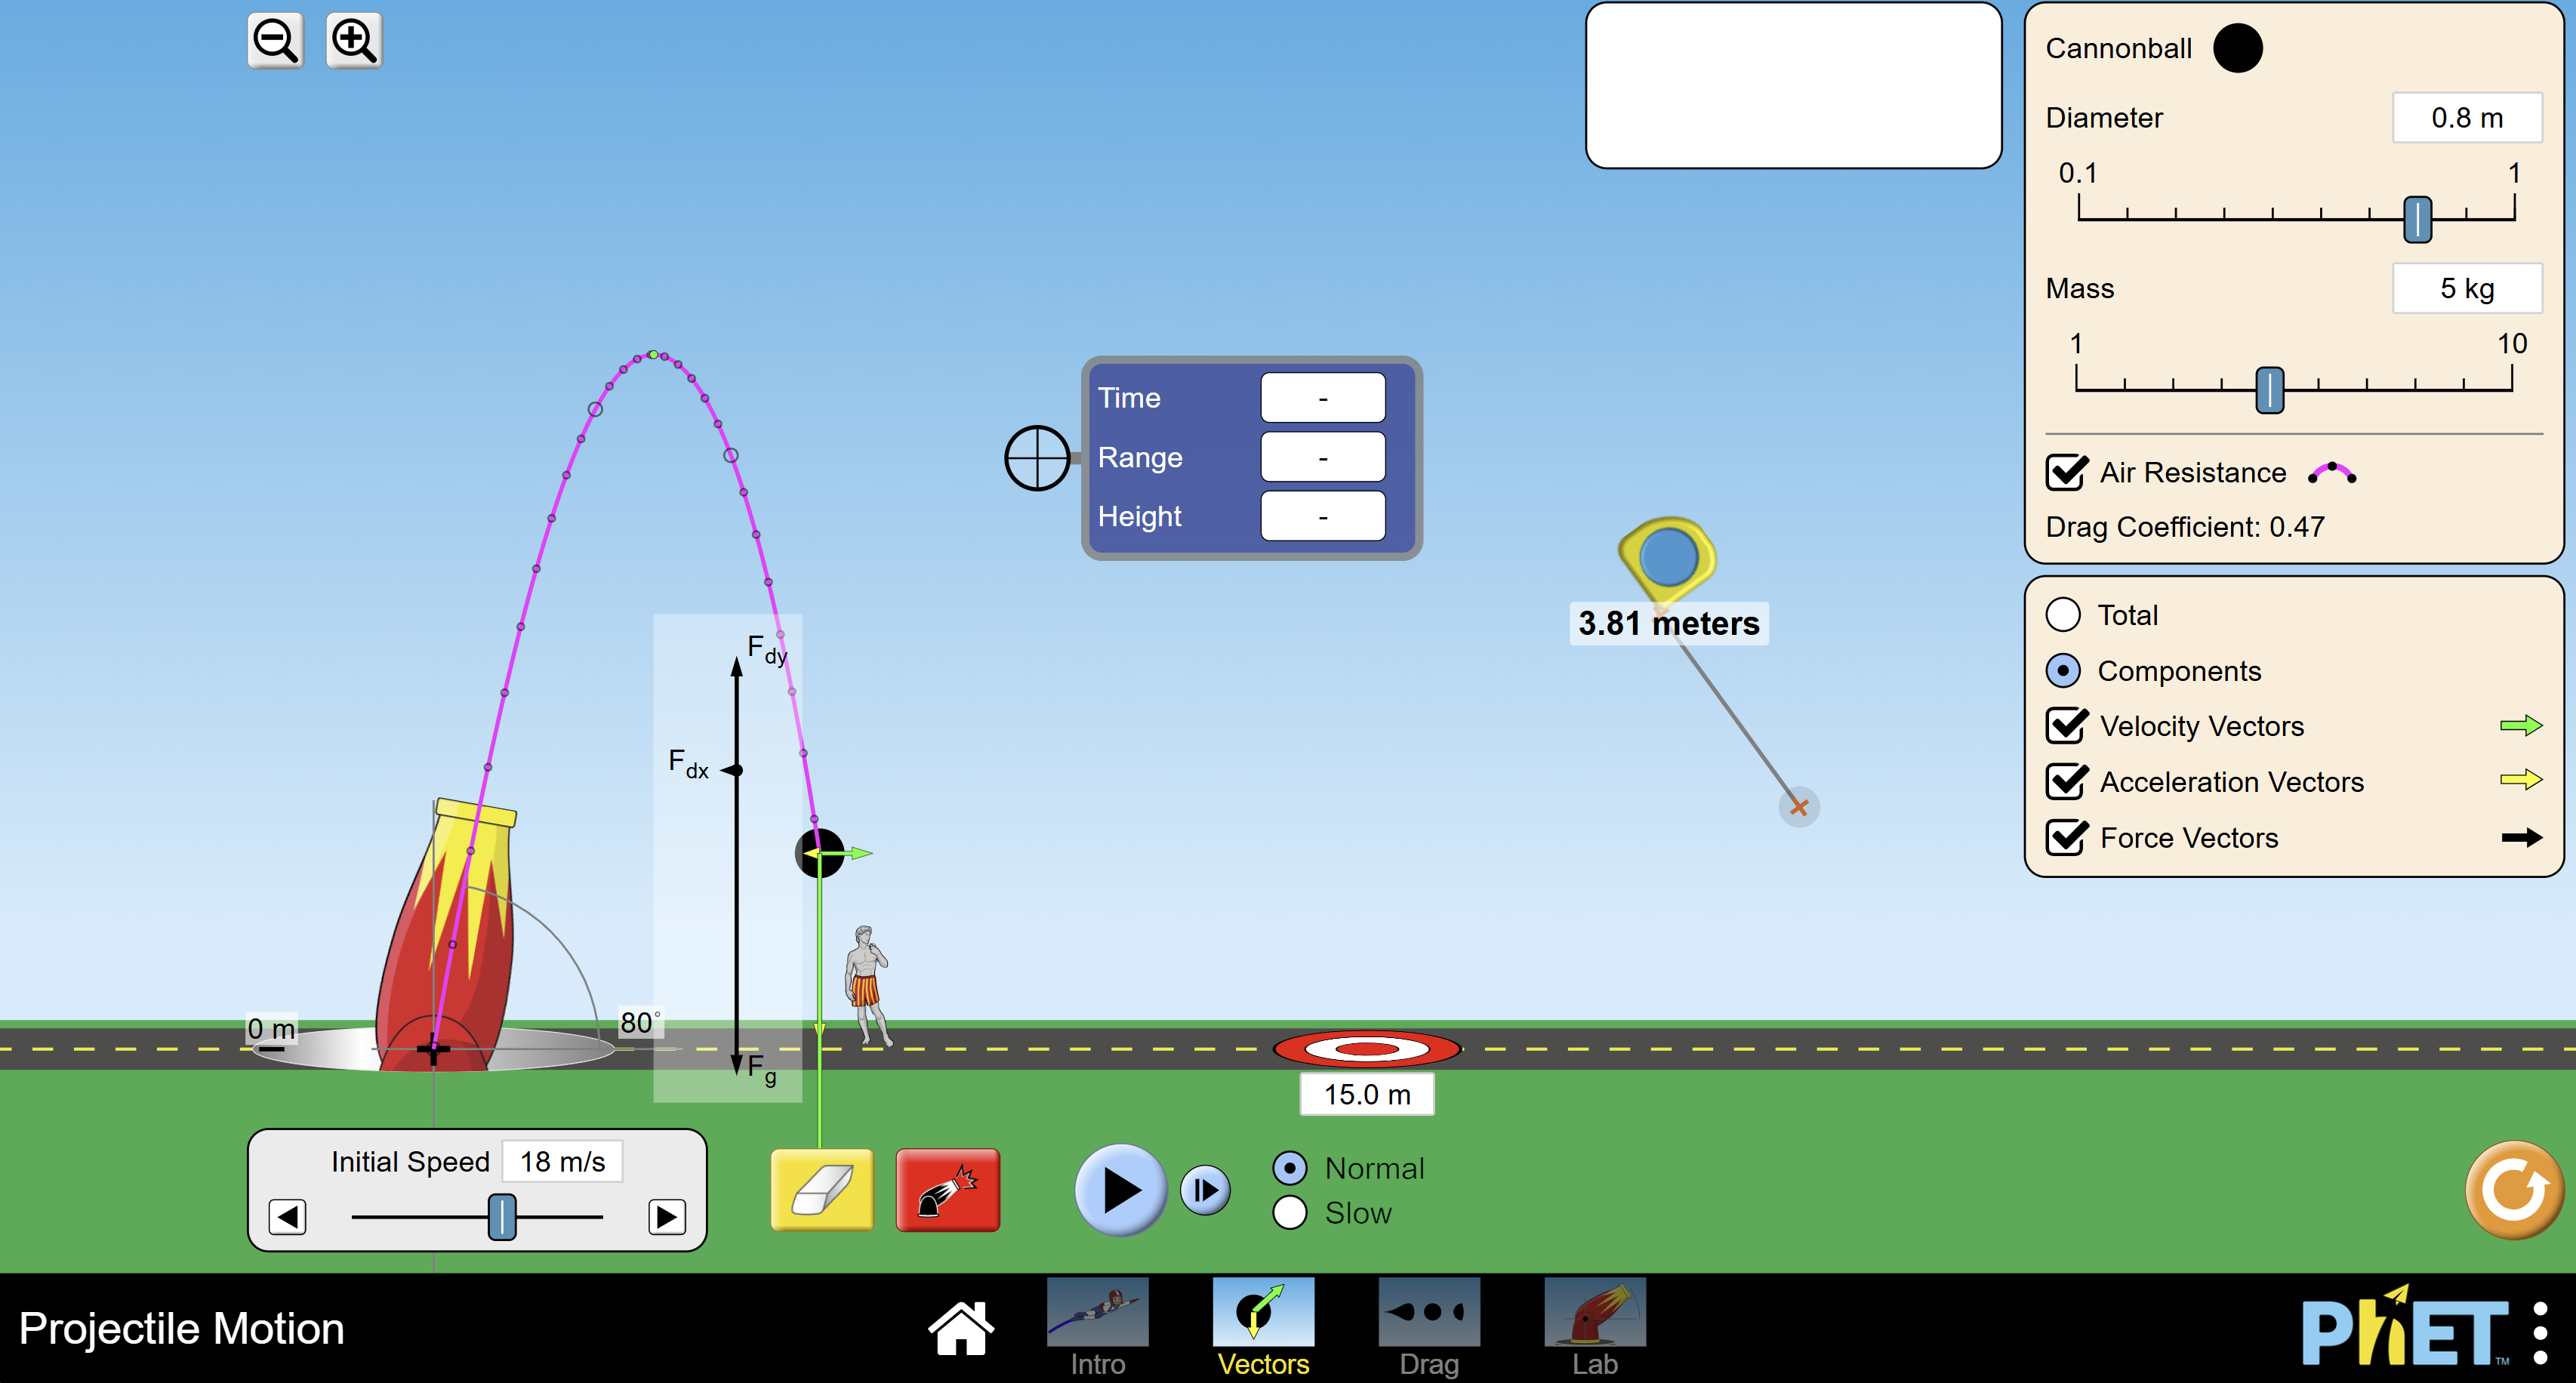 Cannonball
Diameter
0.8 m
0.1
1
Mass
5 kg
1
10
Air Resistance
Drag Coefficient: 0.47
Total
Components
Velocity Vectors
Acceleration Vectors
Force Vectors
Time
-
Range
-
Height
-
3.81 meters
Fdy
Fdx
Fg
0 m
80°
15.0 m
Initial Speed
18 m/s
Normal
Slow
Projectile Motion
Intro
Vectors
Drag
Lab
PhET™